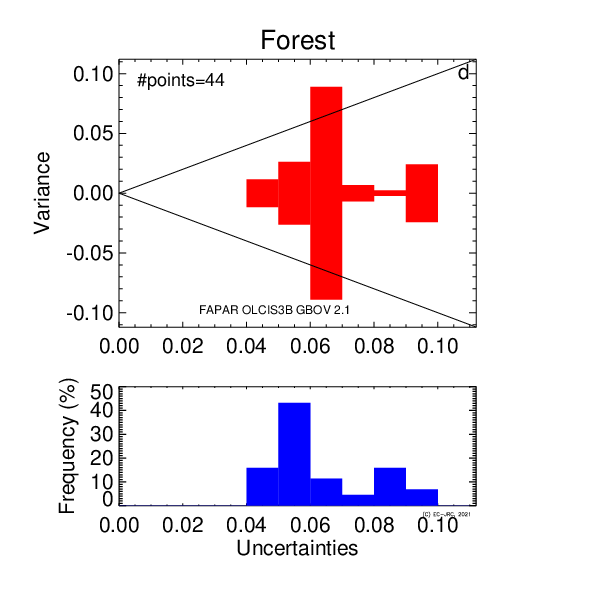 Forest
#points=44
d
Variance
0.10
0.05
0.00
-0.05
-0.10
FAPAR OLCIS3B GBOV 2.1
0.00 0.02 0.04 0.06 0.08 0.10
Frequency (%)
50
40
30
20
10
0
(C) EC-JRC, 2021
0.00 0.02 0.04 0.06 0.08 0.10
Uncertainties